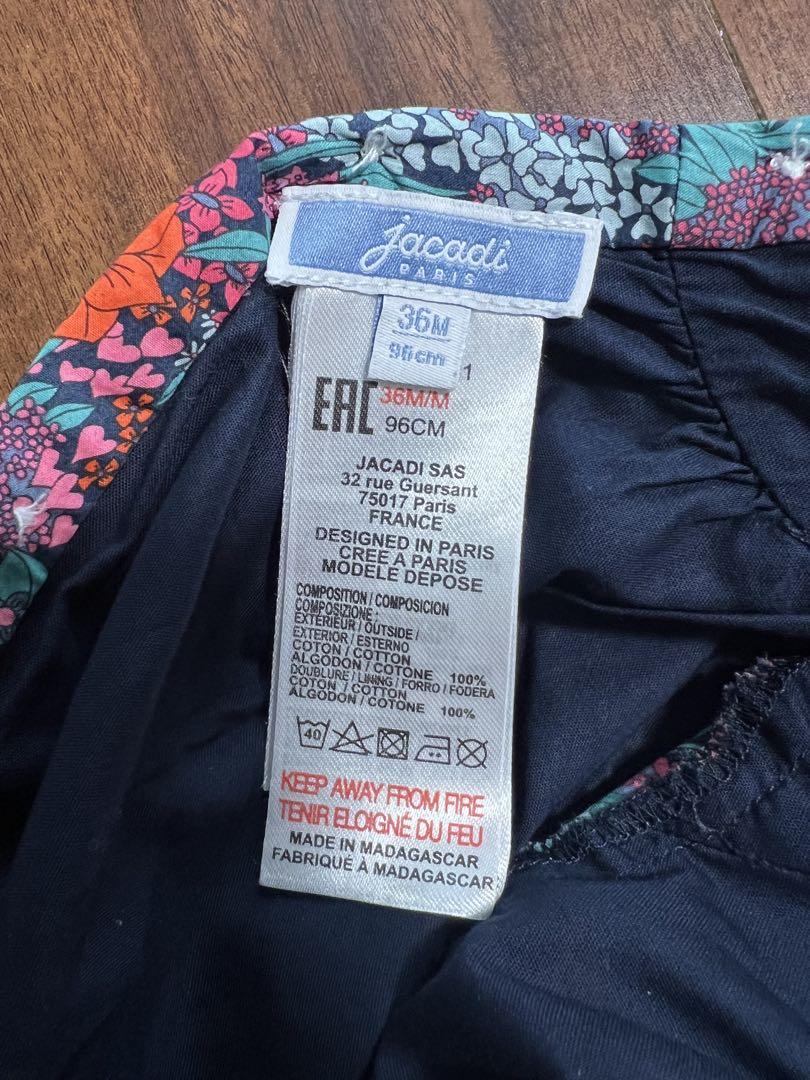 jacadi
PARIS
36M
96cm
1
36M/M
EAC
96CM
JACADI SAS
32 rue Guersant
75017 Paris
FRANCE
DESIGNED IN PARIS
CREE A PARIS
MODELE DEPOSE
COMPOSITION / COMPOSICION
COMPOSIZIONE:
EXTÉRIEUR / OUTSIDE /
EXTERIOR / ESTERNO
COTON / COTTON
ALGODON / COTONE 100%
DOUBLURE / LINING / FORRO / FODERA
COTON / COTTON
ALGODON / COTONE 100%
40
KEEP AWAY FROM FIRE
TENIR ELOIGNÉ DU FEU
MADE IN MADAGASCAR
FABRIQUÉ À MADAGASCAR